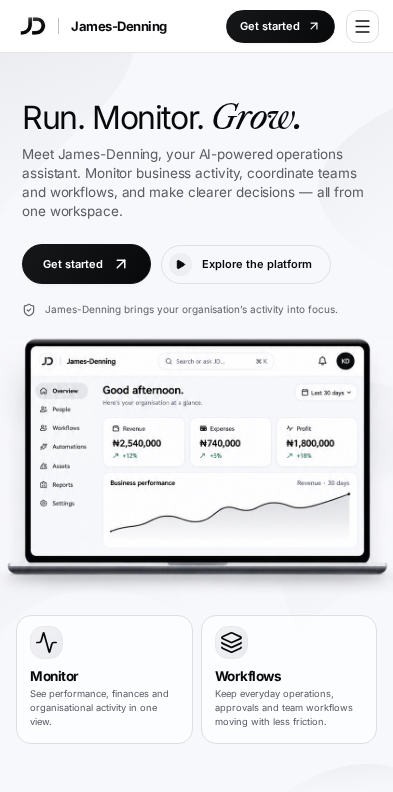 JD James-Denning
Get started
Run. Monitor. Grow.
Meet James-Denning, your AI-powered operations
assistant. Monitor business activity, coordinate teams
and workflows, and make clearer decisions — all from
one workspace.
Get started
Explore the platform
James-Denning brings your organisation's activity into focus.
JD James-Denning
Search or ask JD...
⌘ K
KD
Overview
People
Workflows
Automations
Assets
Reports
Settings
Good afternoon.
Here's your organisation at a glance.
Last 30 days
Revenue
₦2,540,000
+12%
Expenses
₦740,000
+5%
Profit
₦1,800,000
+18%
Business performance
Revenue · 30 days
Monitor
See performance, finances and
organisational activity in one
view.
Workflows
Keep everyday operations,
approvals and team workflows
moving with less friction.